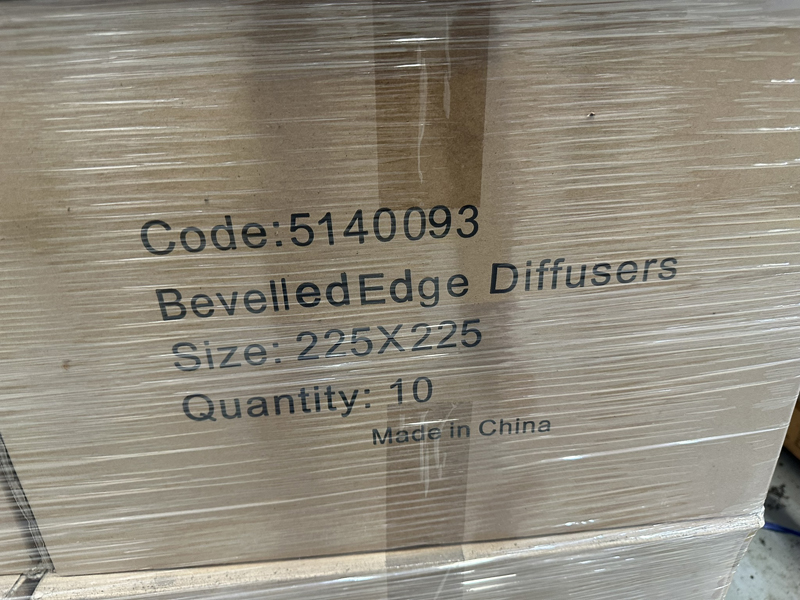 Code:5140093
BevelledEdge Diffusers
Size: 225X225
Quantity: 10
Made in China